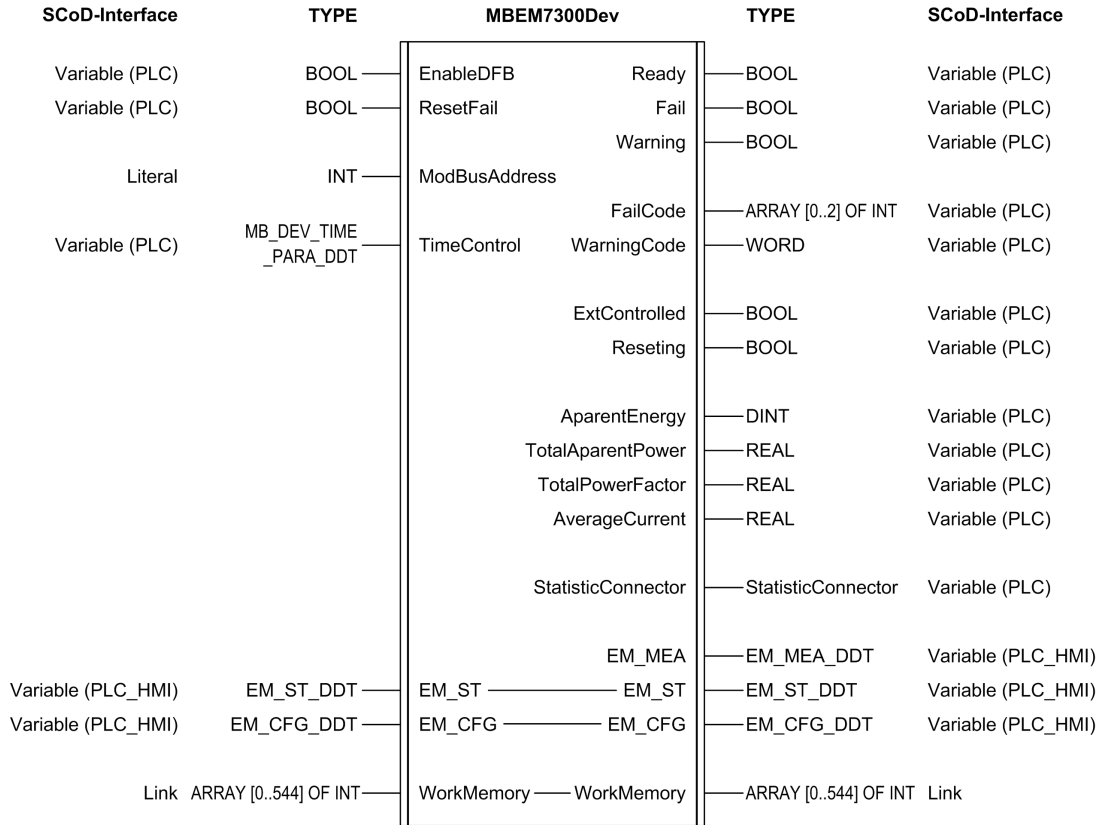 SCoD-Interface TYPE MBEM7300Dev TYPE SCoD-Interface
Variable (PLC) BOOL EnableDFB Ready BOOL Variable (PLC)
Variable (PLC) BOOL ResetFail Fail BOOL Variable (PLC)
Warning BOOL Variable (PLC)
Literal INT ModBusAddress
FailCode ARRAY [0..2] OF INT Variable (PLC)
Variable (PLC) MB_DEV_TIME
_PARA_DDT TimeControl WarningCode WORD Variable (PLC)
ExtControlled BOOL Variable (PLC)
Reseting BOOL Variable (PLC)
AparentEnergy DINT Variable (PLC)
TotalAparentPower REAL Variable (PLC)
TotalPowerFactor REAL Variable (PLC)
AverageCurrent REAL Variable (PLC)
StatisticConnector StatisticConnector Variable (PLC)
EM_MEA EM_MEA_DDT Variable (PLC_HMI)
Variable (PLC_HMI) EM_ST_DDT EM_ST EM_ST EM_ST_DDT Variable (PLC_HMI)
Variable (PLC_HMI) EM_CFG_DDT EM_CFG EM_CFG EM_CFG_DDT Variable (PLC_HMI)
Link ARRAY [0..544] OF INT WorkMemory WorkMemory ARRAY [0..544] OF INT Link